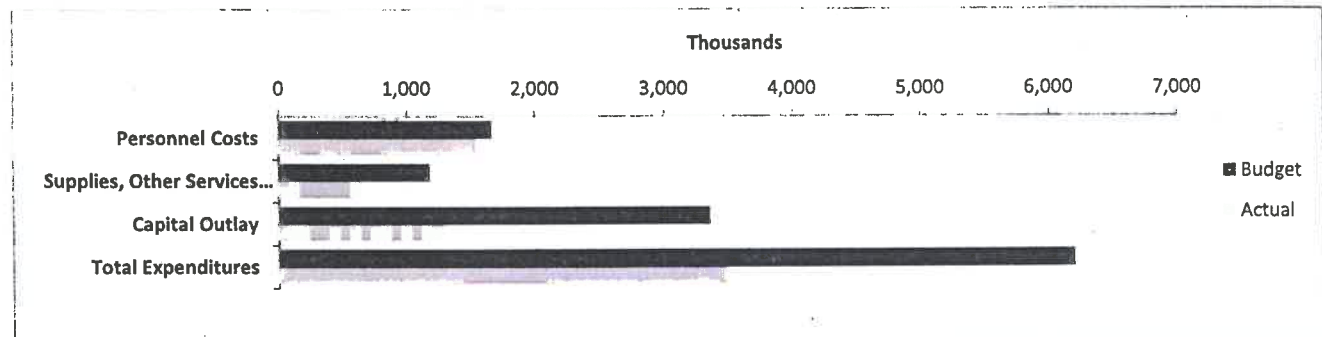 Thousands
0 1,000 2,000 3,000 4,000 5,000 6,000 7,000
Personnel Costs
Supplies, Other Services...
Capital Outlay
Total Expenditures
Budget
Actual